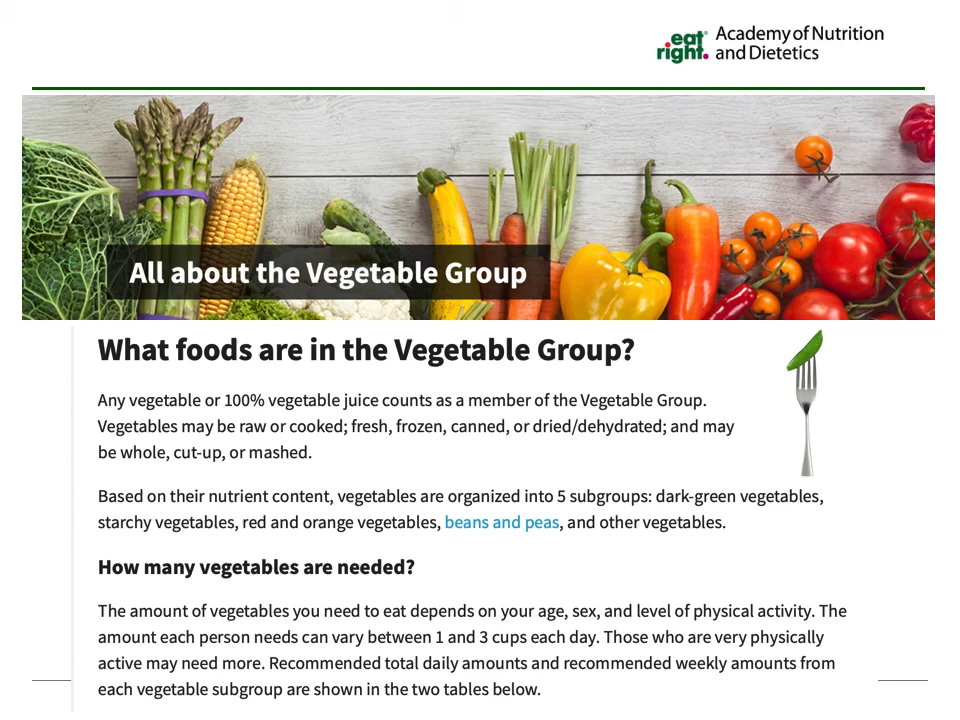 eat right.
Academy of Nutrition
and Dietetics
All about the Vegetable Group
What foods are in the Vegetable Group?
Any vegetable or 100% vegetable juice counts as a member of the Vegetable Group.
Vegetables may be raw or cooked; fresh, frozen, canned, or dried/dehydrated; and may
be whole, cut-up, or mashed.
Based on their nutrient content, vegetables are organized into 5 subgroups: dark-green vegetables,
starchy vegetables, red and orange vegetables, beans and peas, and other vegetables.
How many vegetables are needed?
The amount of vegetables you need to eat depends on your age, sex, and level of physical activity. The
amount each person needs can vary between 1 and 3 cups each day. Those who are very physically
active may need more. Recommended total daily amounts and recommended weekly amounts from
each vegetable subgroup are shown in the two tables below.